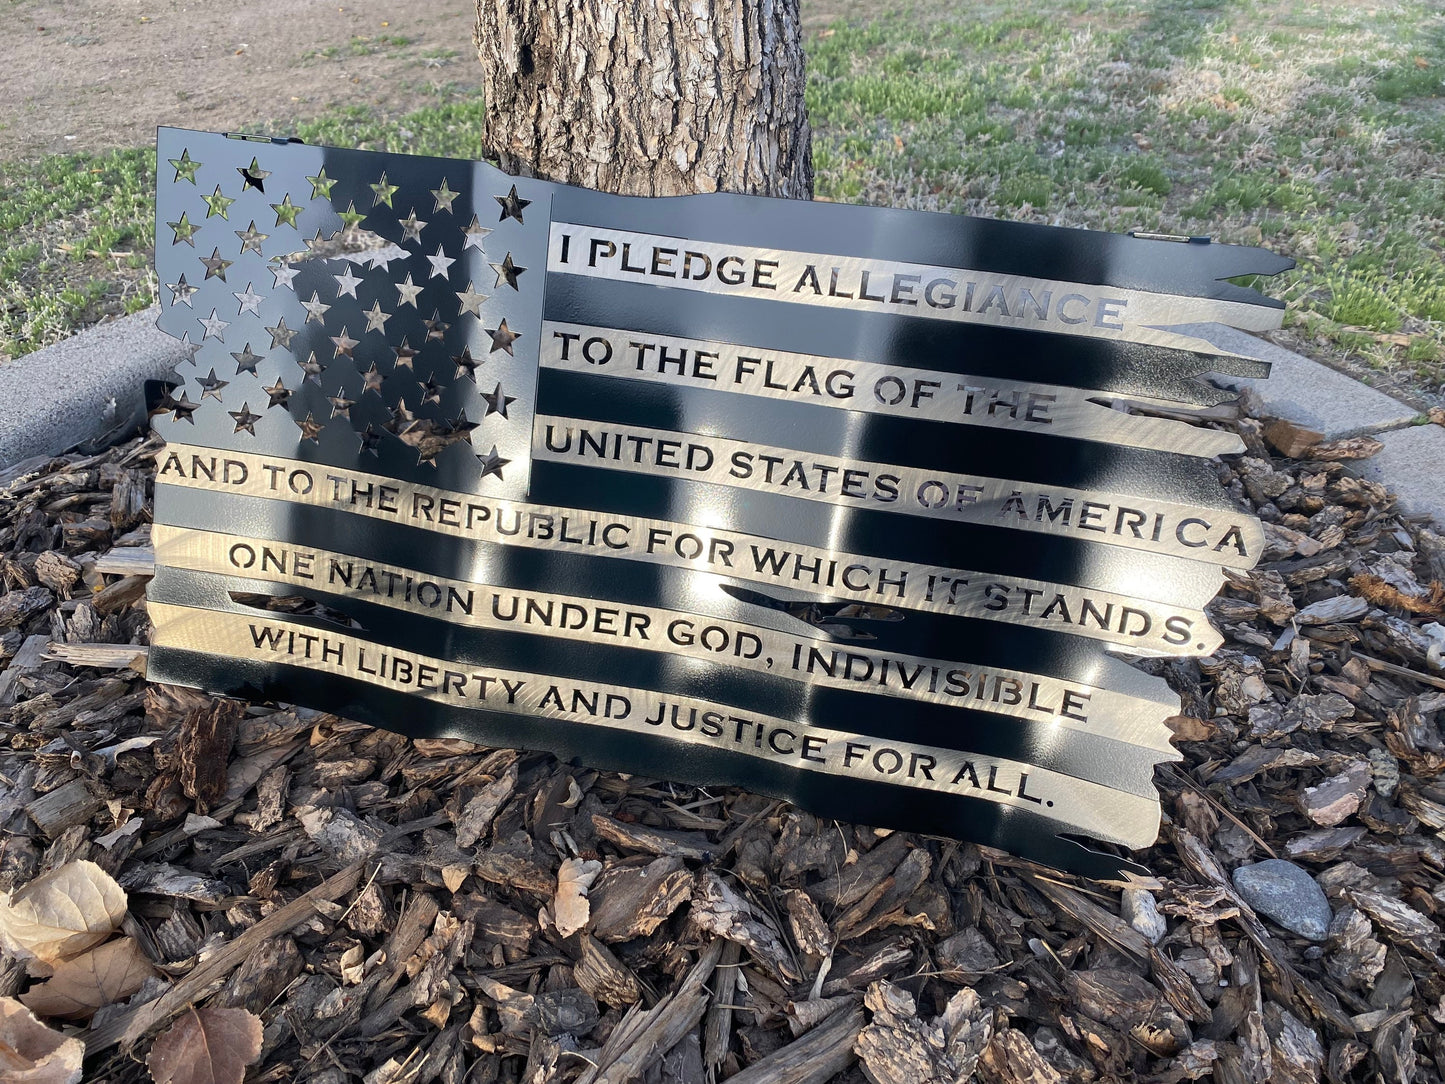 I PLEDGE ALLEGIANCE
TO THE FLAG OF THE
UNITED STATES OF AMERICA
AND TO THE REPUBLIC FOR WHICH IT STANDS.
ONE NATION UNDER GOD, INDIVISIBLE
WITH LIBERTY AND JUSTICE FOR ALL.